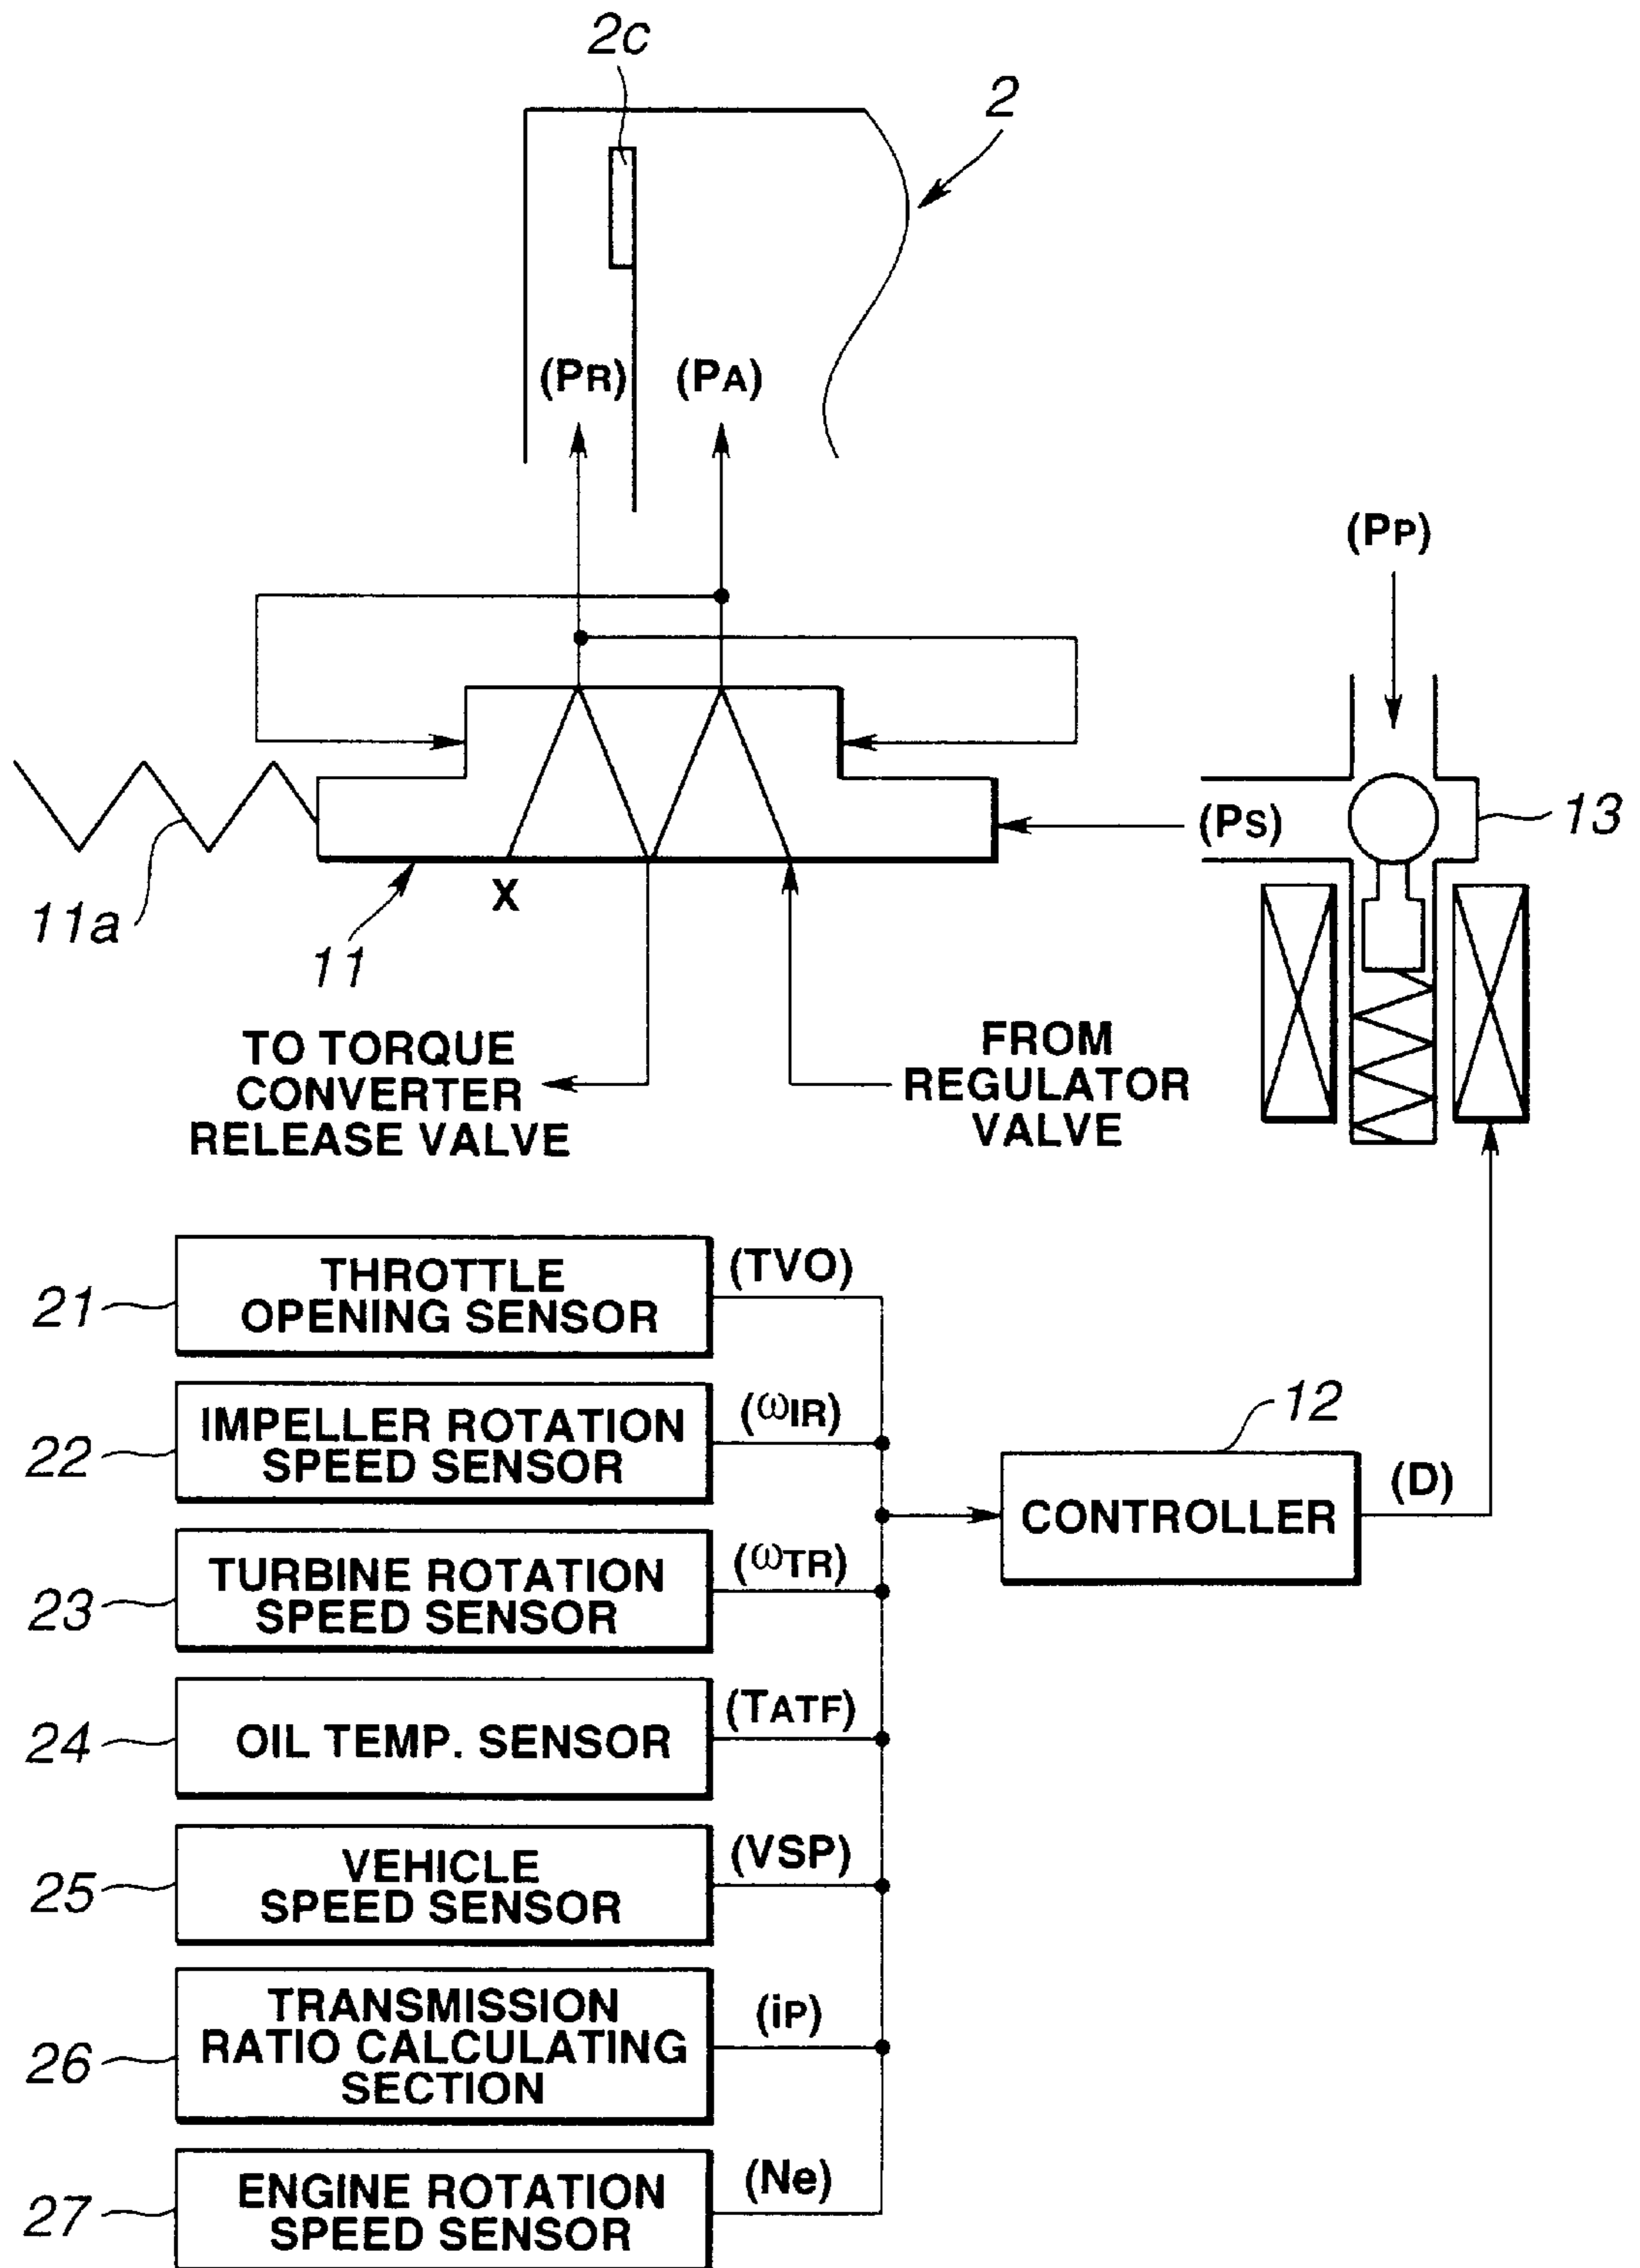 2c
2
(PR)
(PA)
(PP)
(PS)
13
11a
X
11
TO TORQUE
CONVERTER
RELEASE VALVE
FROM
REGULATOR
VALVE
21
THROTTLE
OPENING SENSOR
(TVO)
22
IMPELLER ROTATION
SPEED SENSOR
(ωIR)
12
CONTROLLER
(D)
23
TURBINE ROTATION
SPEED SENSOR
(ωTR)
24
OIL TEMP. SENSOR
(TATF)
25
VEHICLE
SPEED SENSOR
(VSP)
26
TRANSMISSION
RATIO CALCULATING
SECTION
(iP)
27
ENGINE ROTATION
SPEED SENSOR
(Ne)